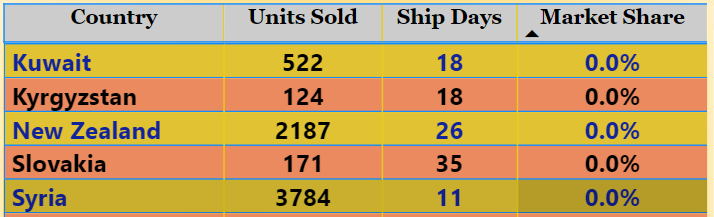 Country Units Sold Ship Days Market Share
Kuwait 522 18 0.0%
Kyrgyzstan 124 18 0.0%
New Zealand 2187 26 0.0%
Slovakia 171 35 0.0%
Syria 3784 11 0.0%